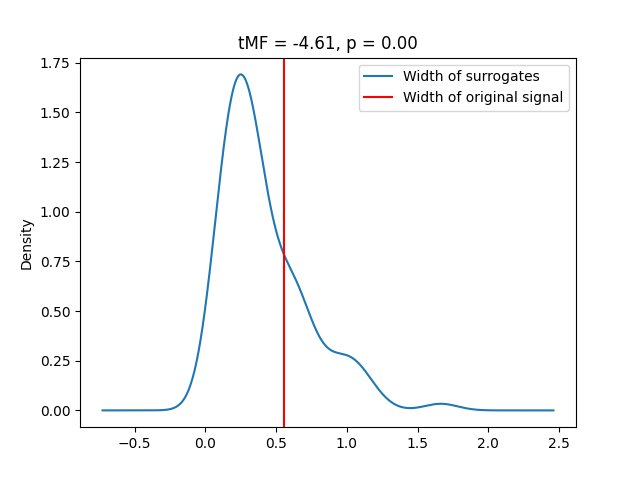 tMF = -4.61, p = 0.00
Width of surrogates
Width of original signal
Density
1.75
1.50
1.25
1.00
0.75
0.50
0.25
0.00
−0.5 0.0 0.5 1.0 1.5 2.0 2.5